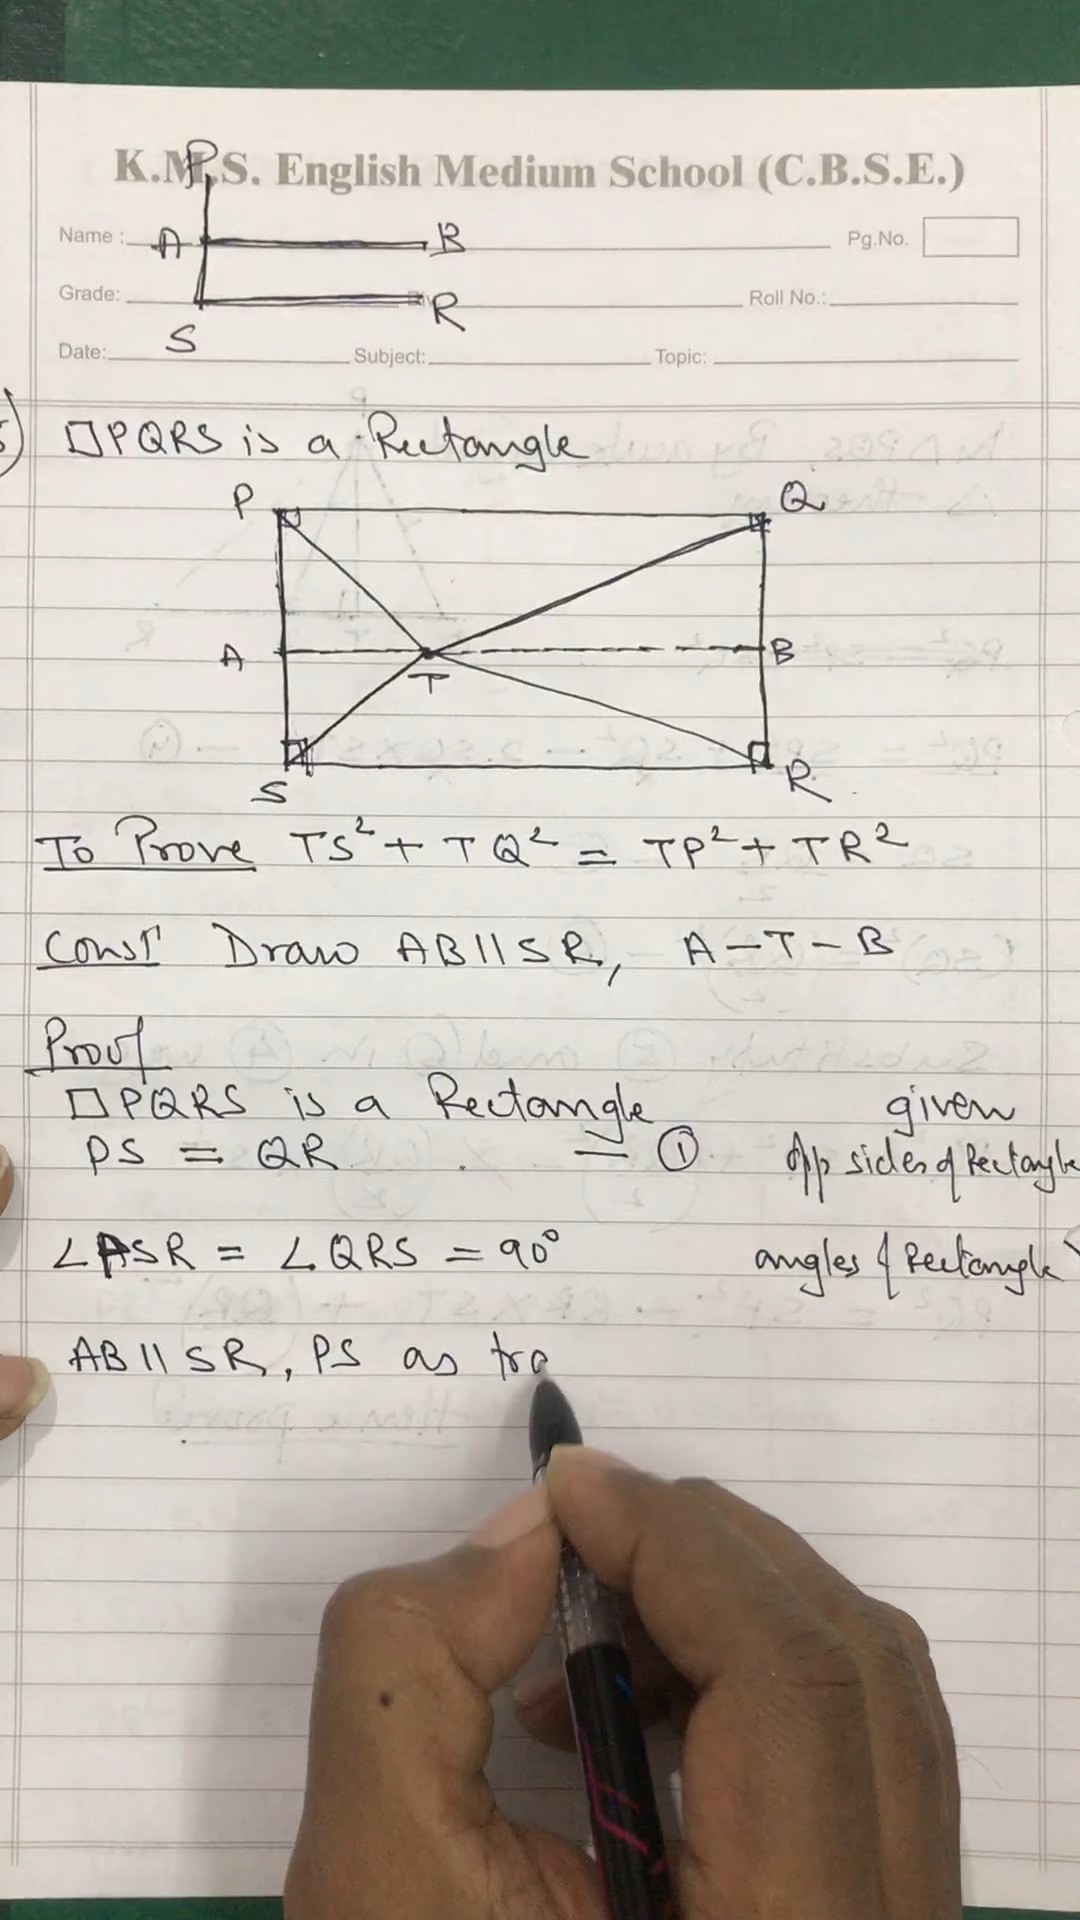 K.M.S. English Medium School (C.B.S.E.)
P
Name :
A
B
Pg.No.
Grade:
R
Roll No.:
S
Date:
Subject:
Topic:
□PQRS is a Rectangle
P
Q
A
B
T
S
R
To Prove TS² + TQ² = TP² + TR²
Const Draw AB || SR, A – T – B
Proof
□PQRS is a Rectangle given
PS = QR — ① Opp sides of Rectangle
∠ASR = ∠QRS = 90° angles of Rectangle
AB || SR, PS as tra